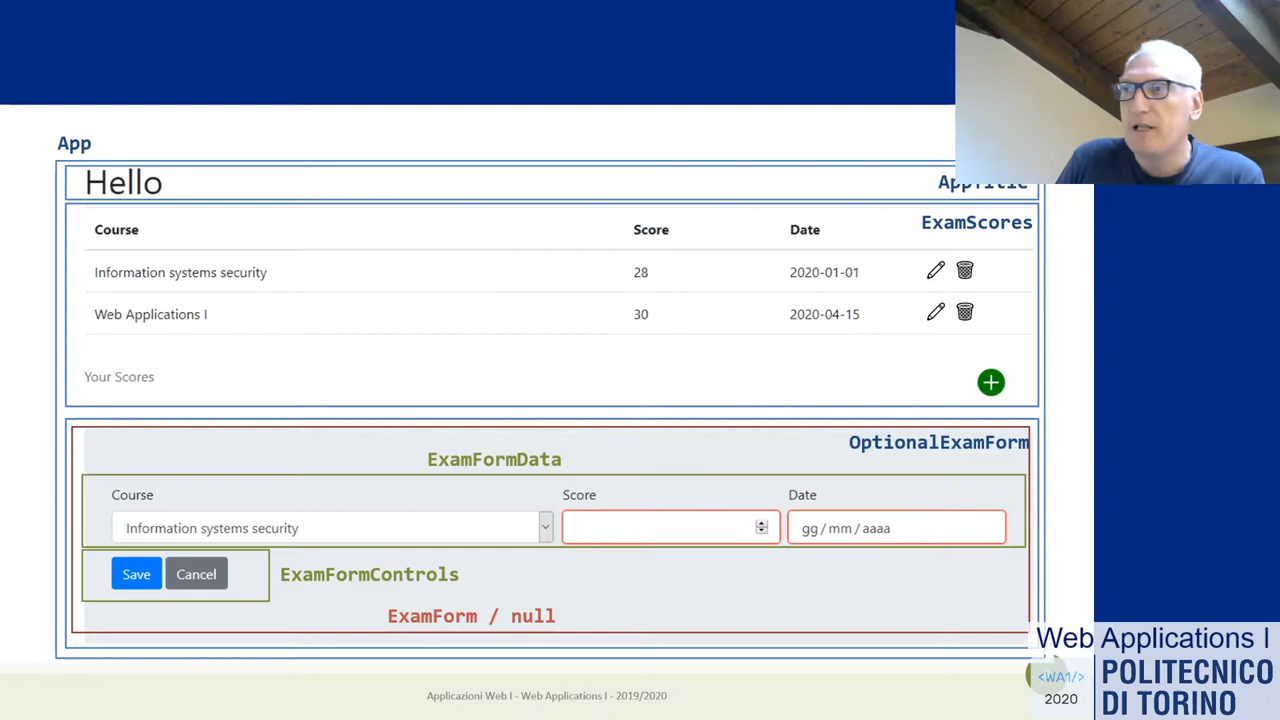 App
Hello
AppTitle
Course Score Date ExamScores
Information systems security 28 2020-01-01
Web Applications I 30 2020-04-15
Your Scores
OptionalExamForm
ExamFormData
Course Score Date
Information systems security gg/mm/aaaa
Save Cancel ExamFormControls
ExamForm / null
Web Applications I
<WA1/>
2020
POLITECNICO
DI TORINO
Applicazioni Web I - Web Applications I - 2019/2020